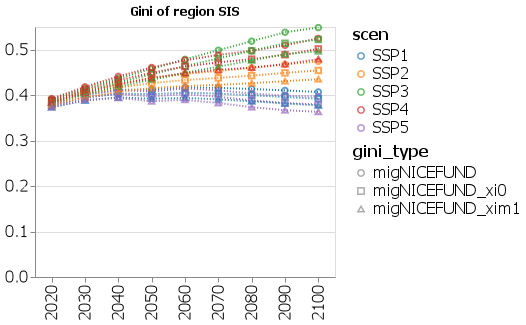 Gini of region SIS
0.5
0.4
0.3
0.2
0.1
0.0
2020
2030
2040
2050
2060
2070
2080
2090
2100
scen
SSP1
SSP2
SSP3
SSP4
SSP5
gini_type
migNICEFUND
migNICEFUND_xi0
migNICEFUND_xim1